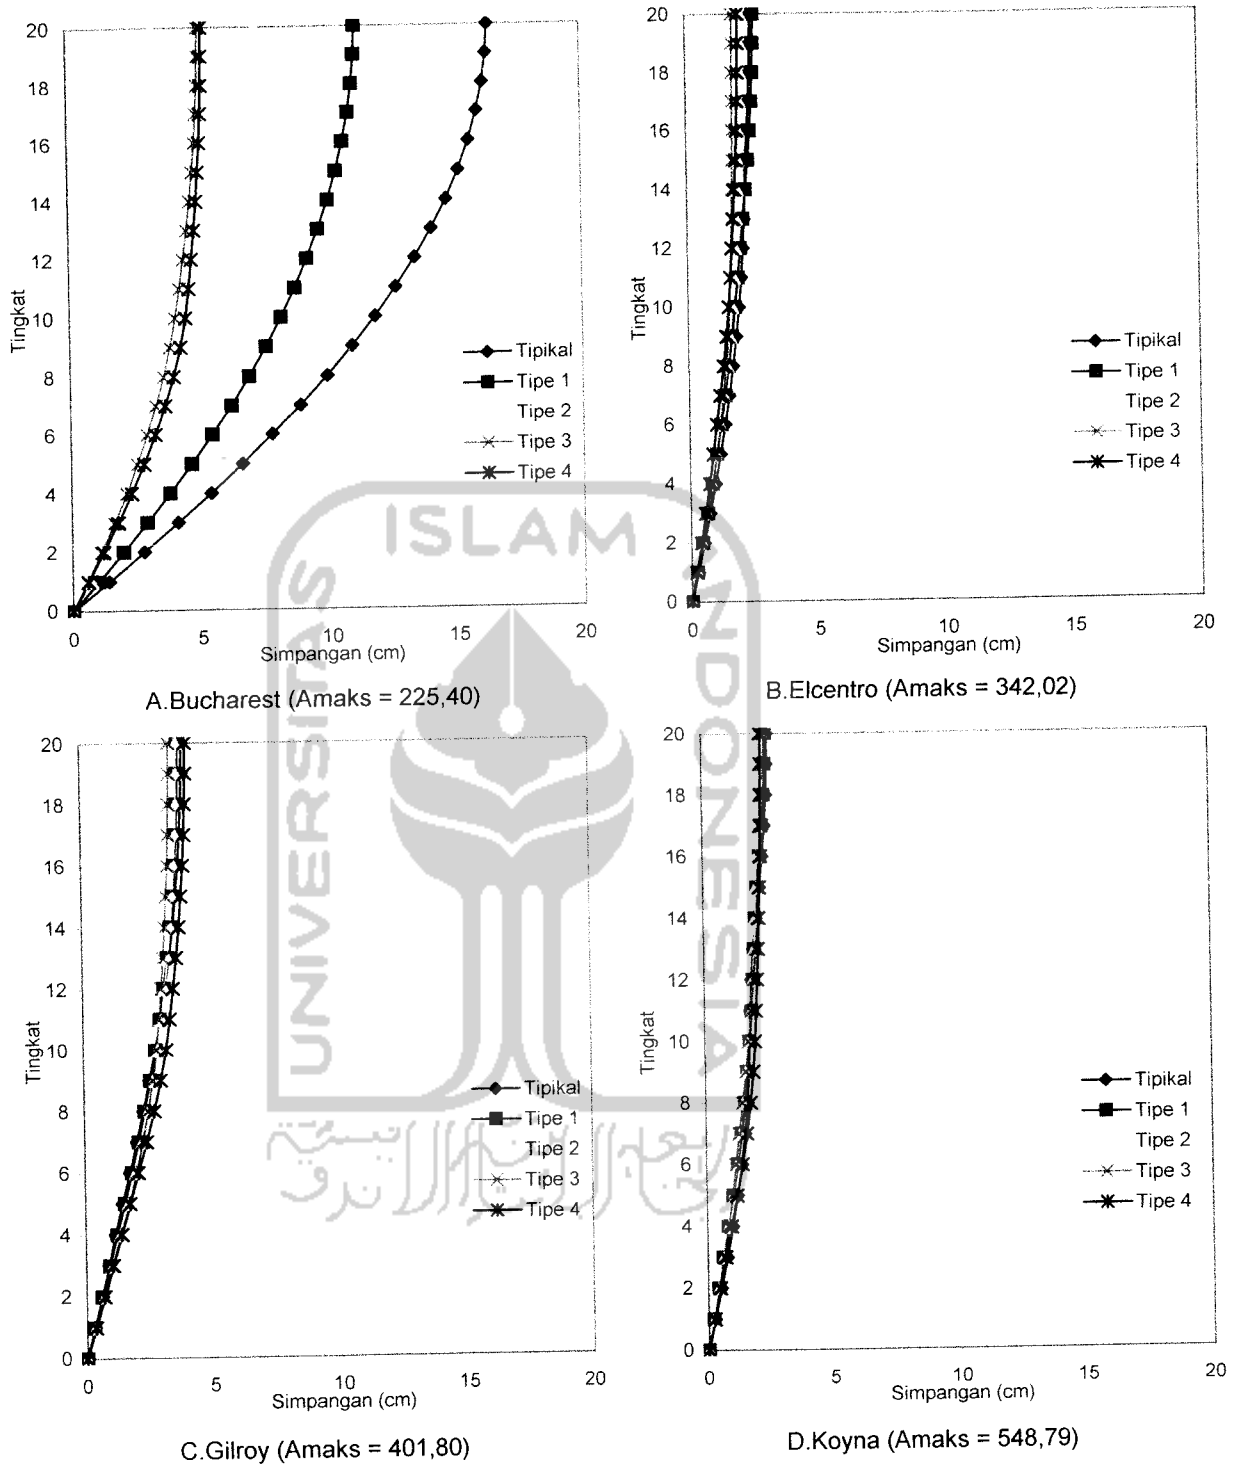 20
18
16
14
12
10
8
6
4
2
0
Tingkat
Tipikal
Tipe 1
Tipe 2
Tipe 3
Tipe 4
0
5
10
15
20
Simpangan (cm)
A.Bucharest (Amaks = 225,40)
20
18
16
14
12
10
8
6
4
2
0
Tingkat
Tipikal
Tipe 1
Tipe 2
Tipe 3
Tipe 4
0
5
10
15
20
Simpangan (cm)
B.Elcentro (Amaks = 342,02)
20
18
16
14
12
10
8
6
4
2
0
Tingkat
Tipikal
Tipe 1
Tipe 2
Tipe 3
Tipe 4
0
5
10
15
20
Simpangan (cm)
C.Gilroy (Amaks = 401,80)
20
18
16
14
12
10
8
6
4
2
0
Tingkat
Tipikal
Tipe 1
Tipe 2
Tipe 3
Tipe 4
0
5
10
15
20
Simpangan (cm)
D.Koyna (Amaks = 548,79)
UNIVERSITAS
ISLAM
INDONESIA